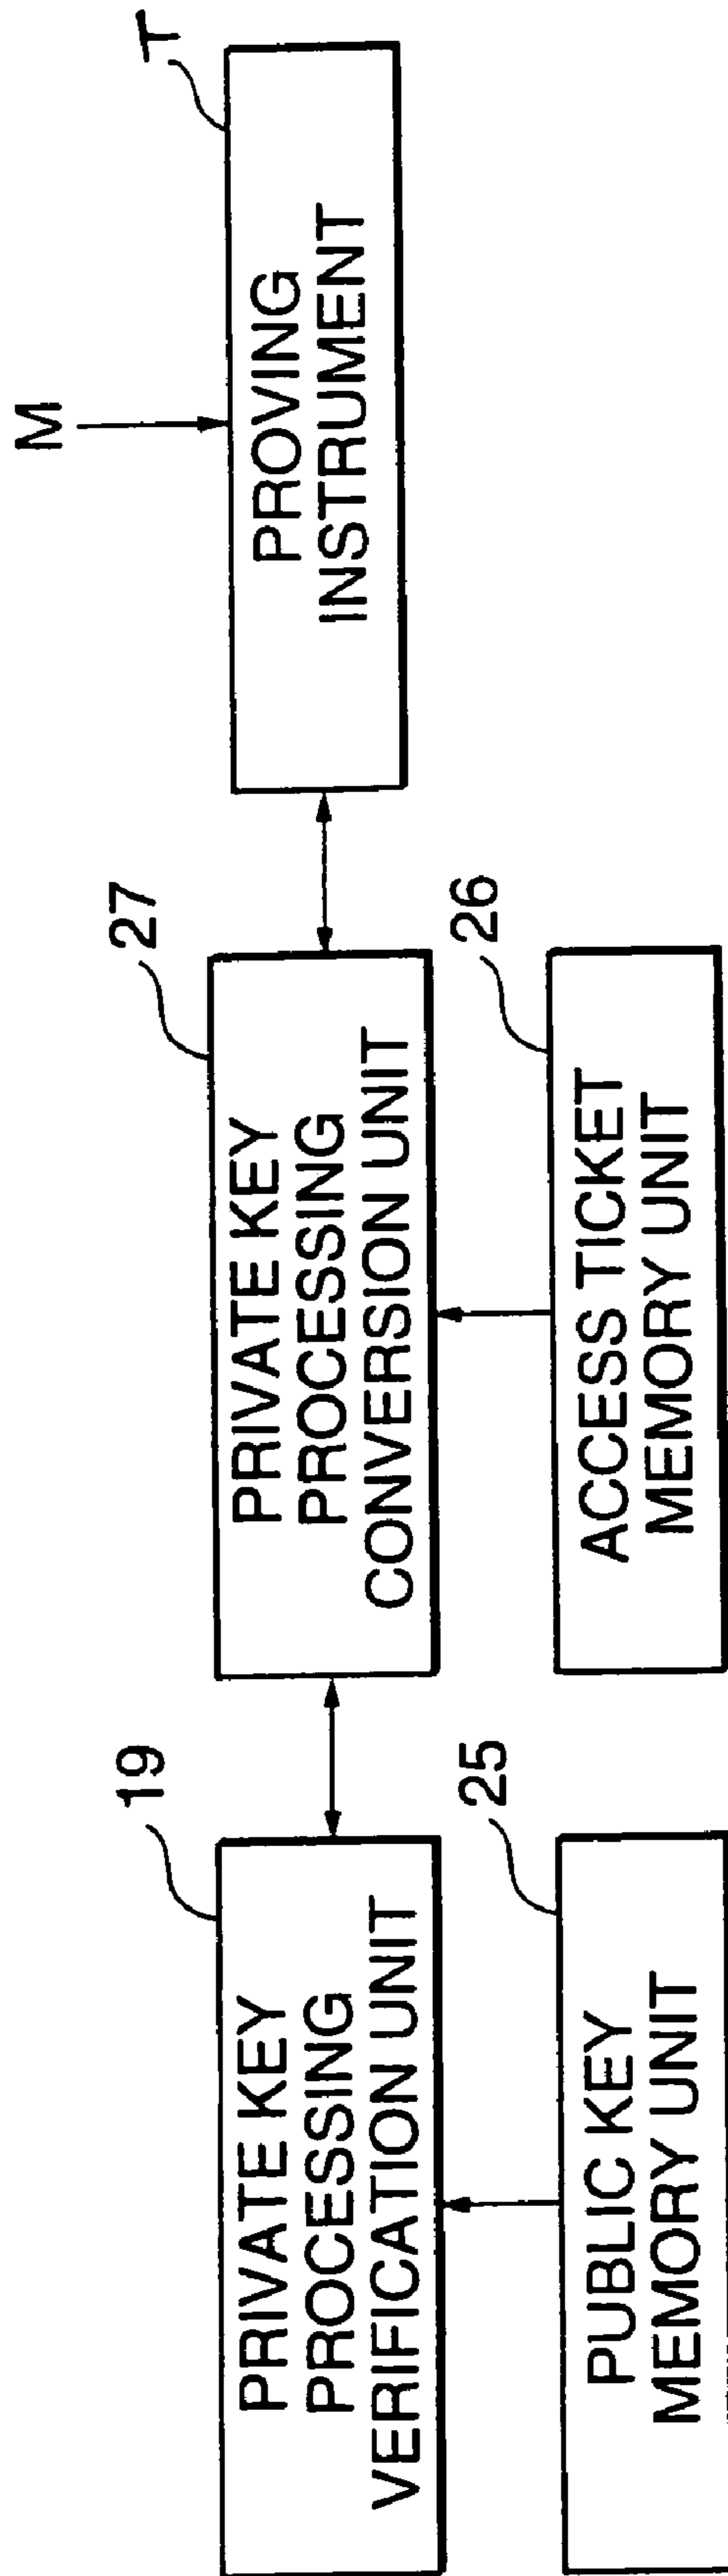 19
PRIVATE KEY
PROCESSING
VERIFICATION UNIT
25
PUBLIC KEY
MEMORY UNIT
27
PRIVATE KEY
PROCESSING
CONVERSION UNIT
26
ACCESS TICKET
MEMORY UNIT
M
T
PROVING
INSTRUMENT